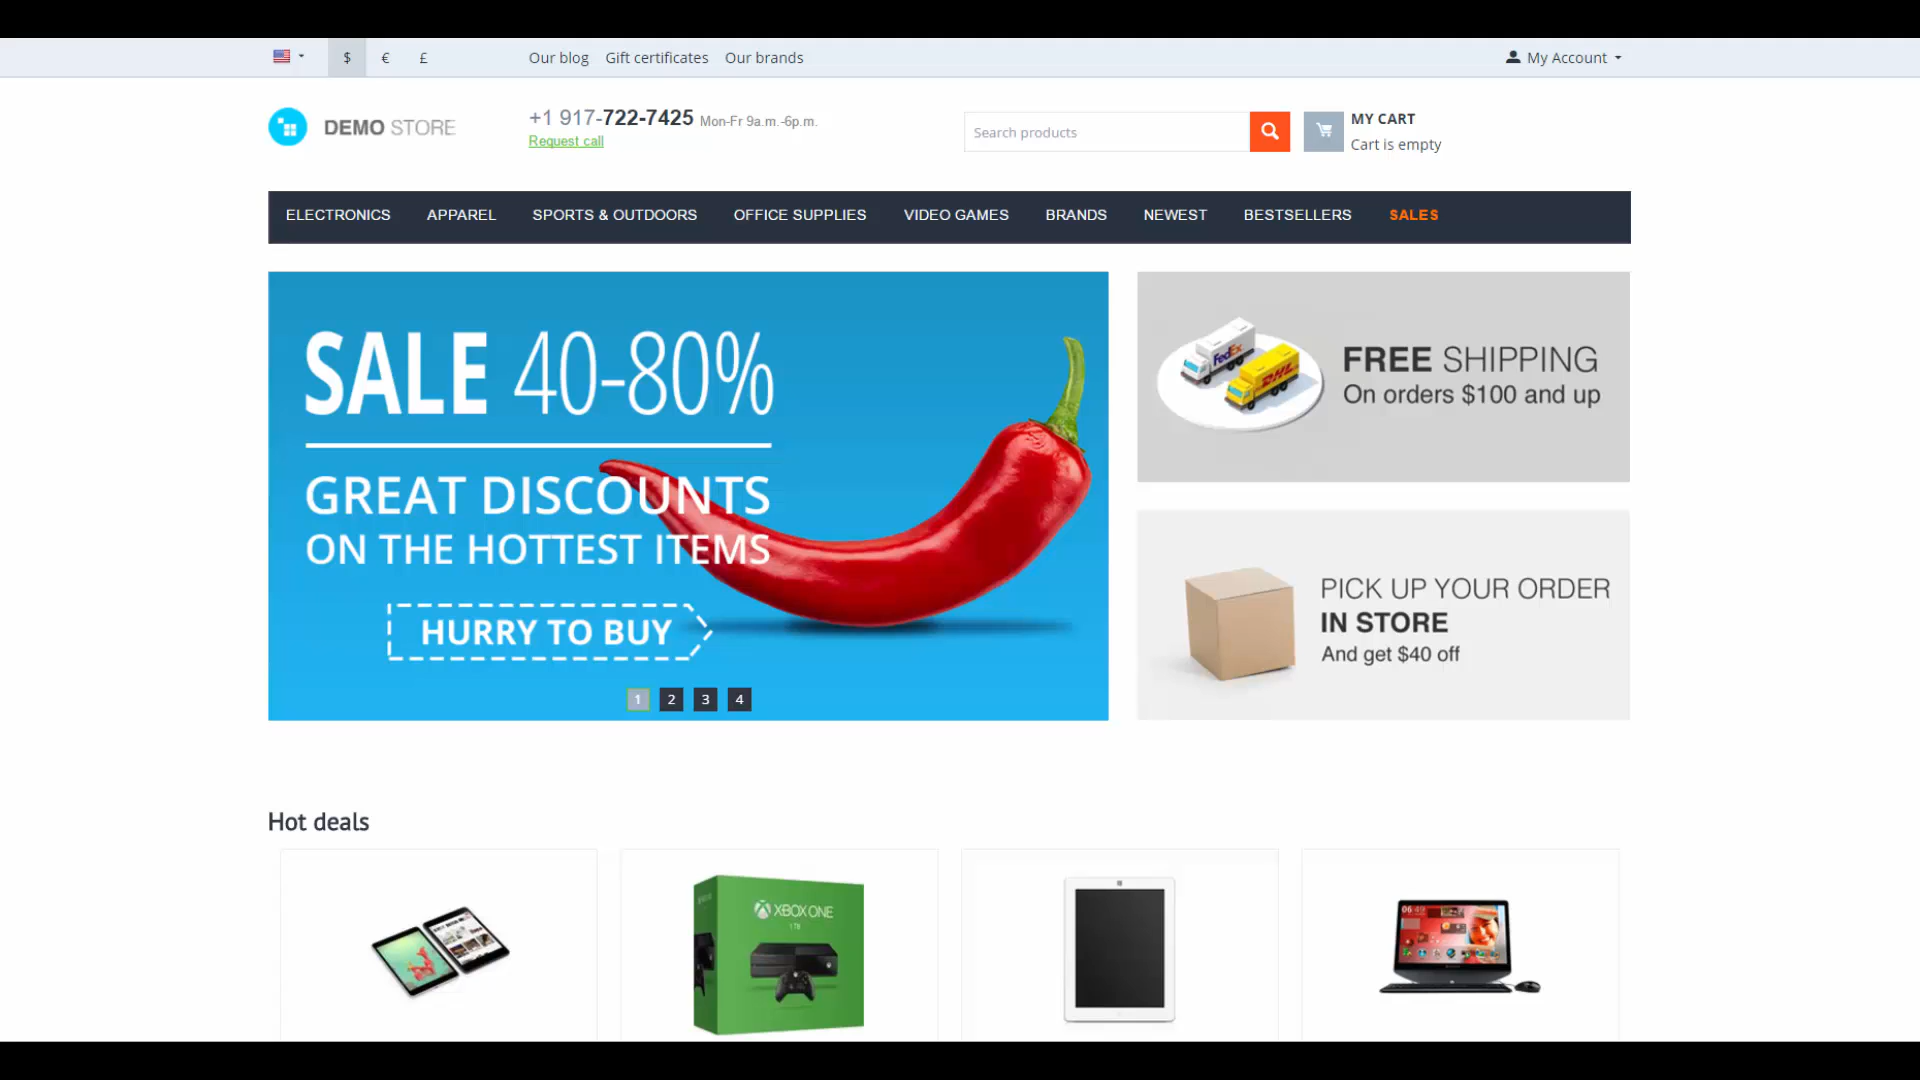 $ € £ Our blog Gift certificates Our brands My Account
DEMO STORE
+1 917-722-7425 Mon-Fr 9a.m.-6p.m.
Request call
Search products
MY CART
Cart is empty
ELECTRONICS APPAREL SPORTS & OUTDOORS OFFICE SUPPLIES VIDEO GAMES BRANDS NEWEST BESTSELLERS SALES
SALE 40-80%
GREAT DISCOUNTS
ON THE HOTTEST ITEMS
HURRY TO BUY
1 2 3 4
FedEx
DHL
FREE SHIPPING
On orders $100 and up
PICK UP YOUR ORDER
IN STORE
And get $40 off
Hot deals
XBOX ONE
1TB